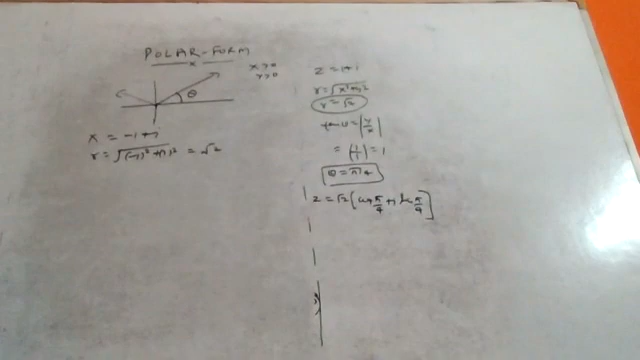 POLAR-FORM
x>0
y>0
θ
x = -1+i
r = √(-1)²+(1)² = √2
z = 1+i
r = √x²+y²
r = √2
tan α = |y/x|
= |1/1| = 1
θ = π/4
z = √2 [cos π/4 + i sin π/4]